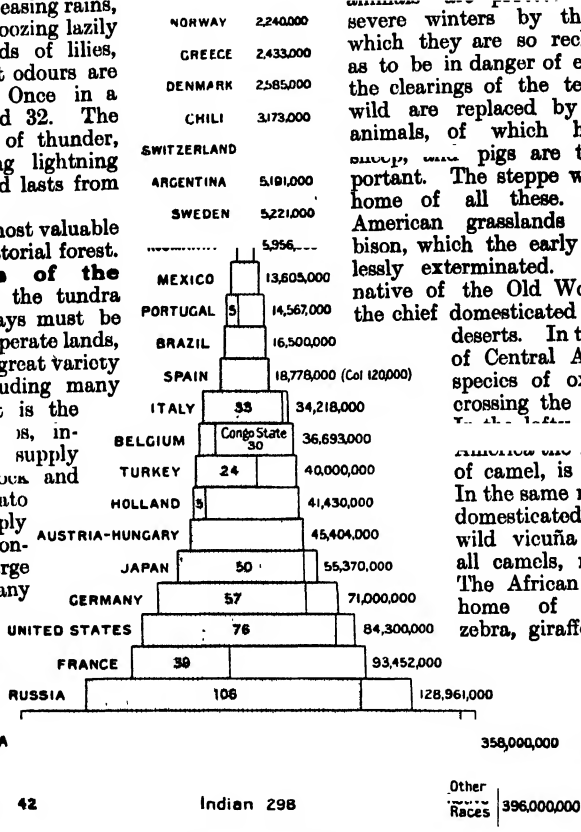 easing rains,
oozing lazily
ds of lilies,
t odours are
Once in a
d 32. The
of thunder,
ng lightning
d lasts from
nost valuable
torial forest.
s of the
the tundra
ays must be
perate lands,
great variety
luding many
t is the
is, in-
supply
and
ato
ply
on-
rge
any
NORWAY 2,240,000
GREECE 2,433,000
DENMARK 2,585,000
CHILI 3,173,000
SWITZERLAND
ARGENTINA 5,191,000
SWEDEN 5,221,000
5,956,
MEXICO 13,605,000
PORTUGAL 5 14,567,000
BRAZIL 16,500,000
SPAIN 18,778,000 (Col 120,000)
ITALY 33 34,218,000
BELGIUM Congo State 30 36,693,000
TURKEY 24 40,000,000
HOLLAND 5 41,430,000
AUSTRIA-HUNGARY 45,404,000
JAPAN 50 55,370,000
GERMANY 57 71,000,000
UNITED STATES 76 84,300,000
FRANCE 39 93,452,000
RUSSIA 106 128,961,000
A 358,000,000
42 Indian 298 Other Races 396,000,000
severe winters by th
which they are so recl
as to be in danger of e
the clearings of the te
wild are replaced by
animals, of which h
pigs are t
portant. The steppe w
home of all these.
American grasslands
bison, which the early
lessly exterminated.
native of the Old Wo
the chief domesticated
deserts. In t
of Central A
species of ox
crossing the
In the lofty
of camel, is
In the same r
domesticated
wild vicuña
all camels, r
The African
home of
zebra, giraffe